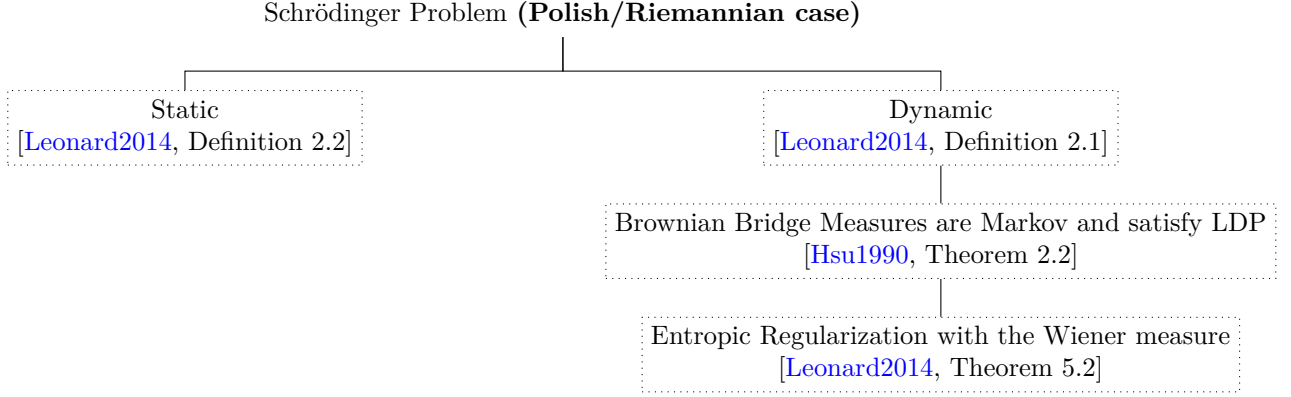 Schrödinger Problem (Polish/Riemannian case)
Static
[Leonard2014, Definition 2.2]
Dynamic
[Leonard2014, Definition 2.1]
Brownian Bridge Measures are Markov and satisfy LDP
[Hsu1990, Theorem 2.2]
Entropic Regularization with the Wiener measure
[Leonard2014, Theorem 5.2]